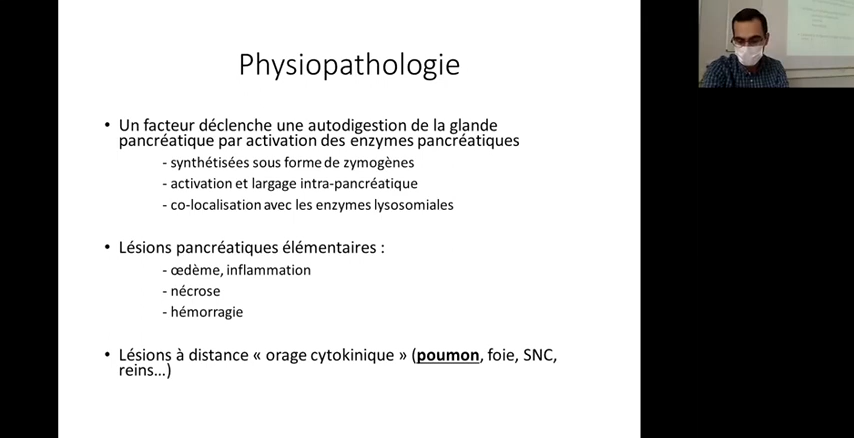 Physiopathologie
• Un facteur déclenche une autodigestion de la glande
pancréatique par activation des enzymes pancréatiques
- synthétisées sous forme de zymogènes
- activation et largage intra-pancréatique
- co-localisation avec les enzymes lysosomiales
• Lésions pancréatiques élémentaires :
- œdème, inflammation
- nécrose
- hémorragie
• Lésions à distance « orage cytokinique » (poumon, foie, SNC,
reins…)